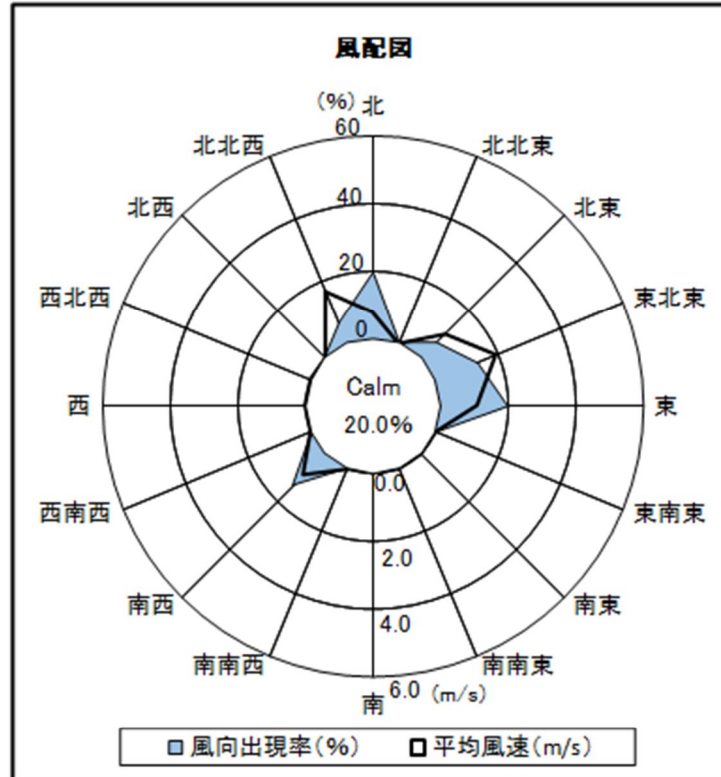 風配図
(%)
北
60
40
20
0
北北東
北東
東北東
東
東南東
南東
南南東
南
南南西
南西
西南西
西
西北西
北西
北北西
Calm
20.0%
0.0
2.0
4.0
6.0 (m/s)
風向出現率(%) 平均風速(m/s)